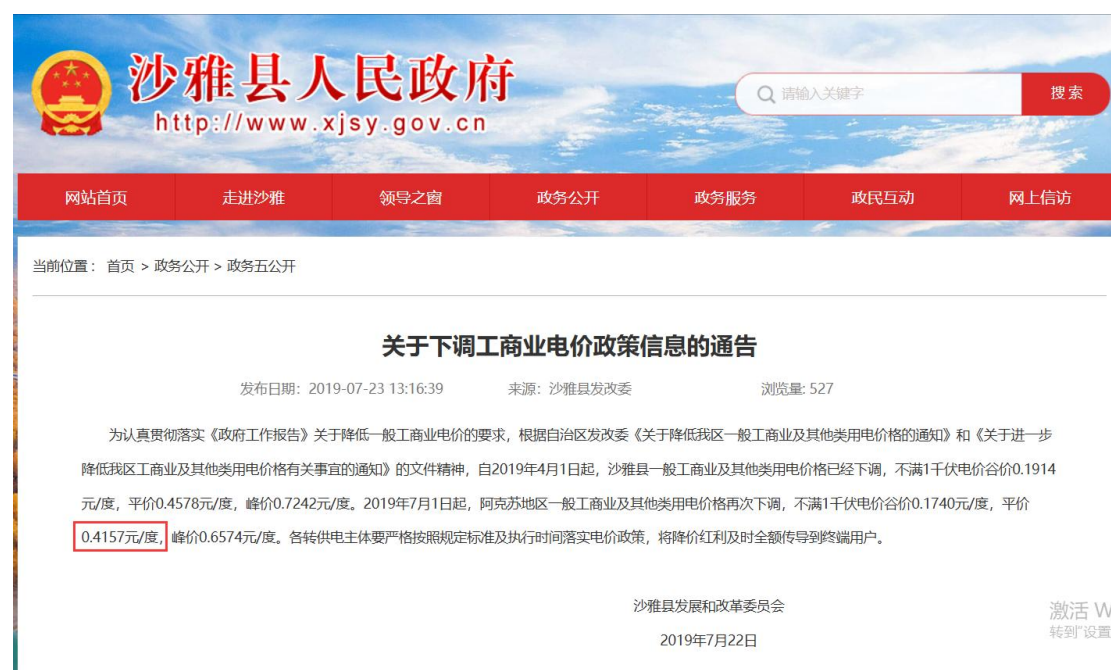 沙雅县人民政府
http://www.xjsy.gov.cn
请输入关键字
搜索
网站首页 走进沙雅 领导之窗 政务公开 政务服务 政民互动 网上信访
当前位置： 首页 > 政务公开 > 政务五公开
关于下调工商业电价政策信息的通告
发布日期：2019-07-23 13:16:39 来源：沙雅县发改委 浏览量: 527
为认真贯彻落实《政府工作报告》关于降低一般工商业电价的要求，根据自治区发改委《关于降低我区一般工商业及其他类用电价格的通知》和《关于进一步
降低我区工商业及其他类用电价格有关事宜的通知》的文件精神，自2019年4月1日起，沙雅县一般工商业及其他类用电价格已经下调，不满1千伏电价谷价0.1914
元/度，平价0.4578元/度，峰价0.7242元/度。2019年7月1日起，阿克苏地区一般工商业及其他类用电价格再次下调，不满1千伏电价谷价0.1740元/度，平价
0.4157元/度，峰价0.6574元/度。各转供电主体要严格按照规定标准及执行时间落实电价政策，将降价红利及时全额传导到终端用户。
沙雅县发展和改革委员会
2019年7月22日
激活 W
转到"设置